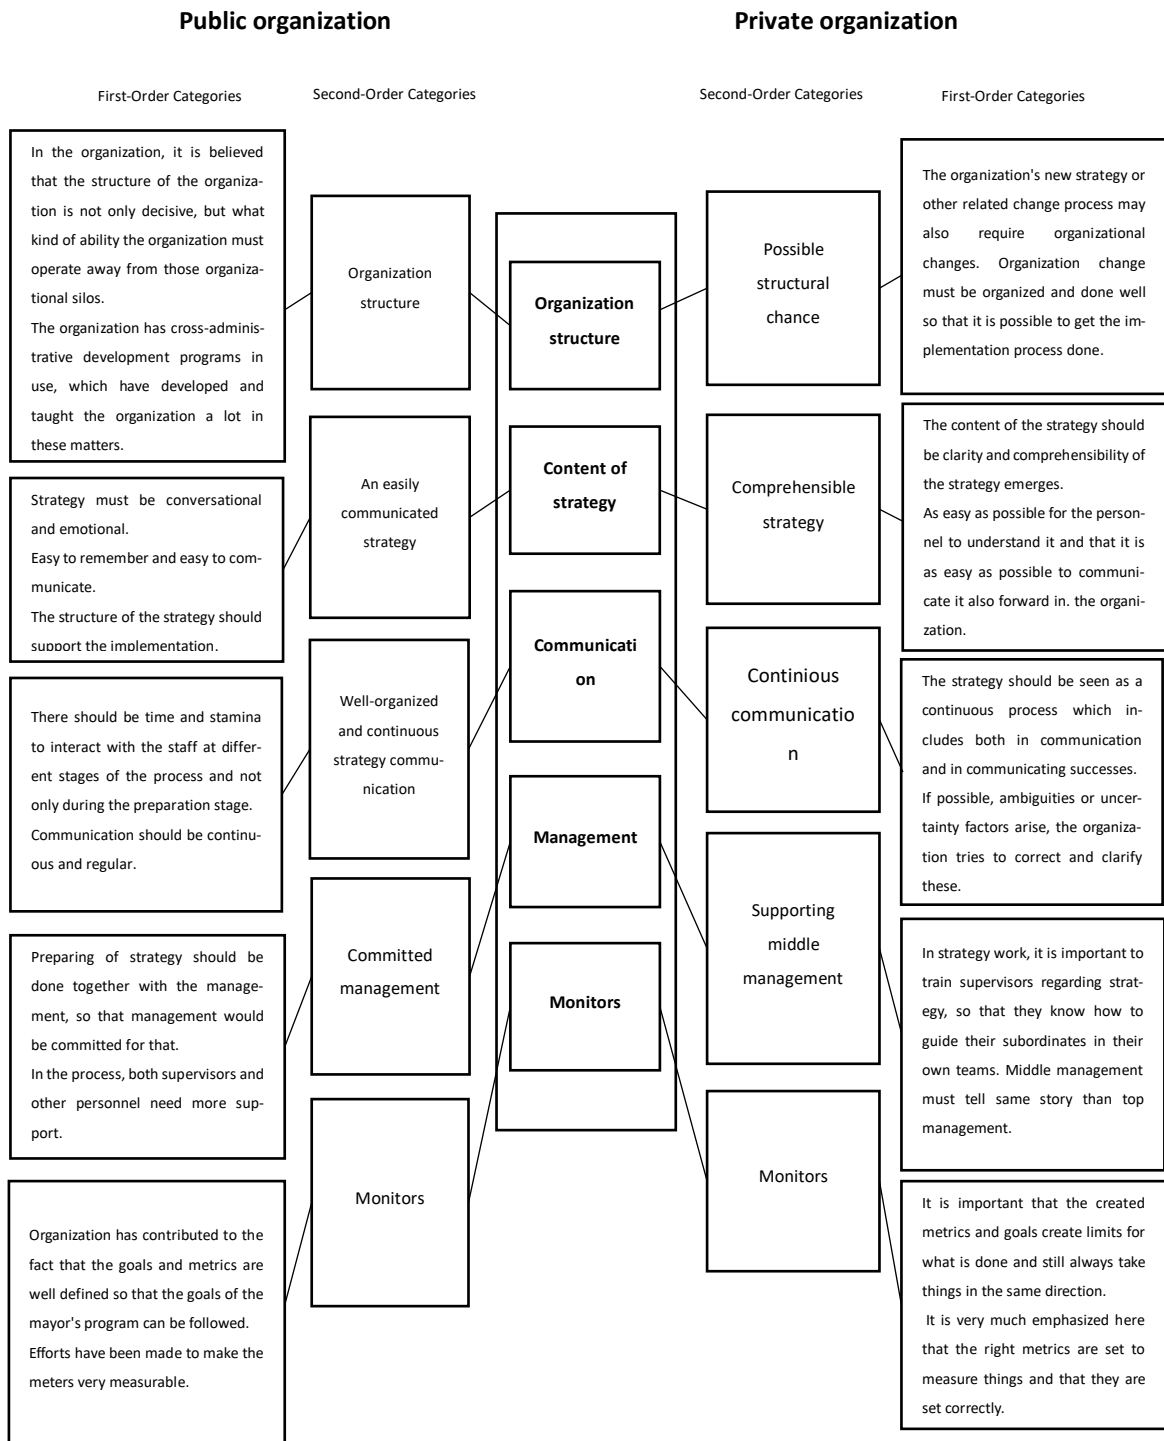 Public organization
Private organization
First-Order Categories
Second-Order Categories
Second-Order Categories
First-Order Categories
In the organization, it is believed
that the structure of the organiza-
tion is not only decisive, but what
kind of ability the organization must
operate away from those organiza-
tional silos.
The organization has cross-adminis-
trative development programs in
use, which have developed and
taught the organization a lot in
these matters.
Organization
structure
Organization
structure
Possible
structural
chance
The organization's new strategy or
other related change process may
also require organizational
changes. Organization change
must be organized and done well
so that it is possible to get the im-
plementation process done.
Strategy must be conversational
and emotional.
Easy to remember and easy to com-
municate.
The structure of the strategy should
support the implementation.
An easily
communicated
strategy
Content of
strategy
Comprehensible
strategy
The content of the strategy should
be clarity and comprehensibility of
the strategy emerges.
As easy as possible for the person-
nel to understand it and that it is
as easy as possible to communi-
cate it also forward in. the organi-
zation.
There should be time and stamina
to interact with the staff at differ-
ent stages of the process and not
only during the preparation stage.
Communication should be continu-
ous and regular.
Well-organized
and continuous
strategy commu-
nication
Communicati
on
Continious
communicatio
n
The strategy should be seen as a
continuous process which in-
cludes both in communication
and in communicating successes.
If possible, ambiguities or uncer-
tainty factors arise, the organiza-
tion tries to correct and clarify
these.
Preparing of strategy should be
done together with the manage-
ment, so that management would
be committed for that.
In the process, both supervisors and
other personnel need more sup-
port.
Committed
management
Management
Supporting
middle
management
In strategy work, it is important to
train supervisors regarding strat-
egy, so that they know how to
guide their subordinates in their
own teams. Middle management
must tell same story than top
management.
Organization has contributed to the
fact that the goals and metrics are
well defined so that the goals of the
mayor's program can be followed.
Efforts have been made to make the
meters very measurable.
Monitors
Monitors
Monitors
It is important that the created
metrics and goals create limits for
what is done and still always take
things in the same direction.
It is very much emphasized here
that the right metrics are set to
measure things and that they are
set correctly.